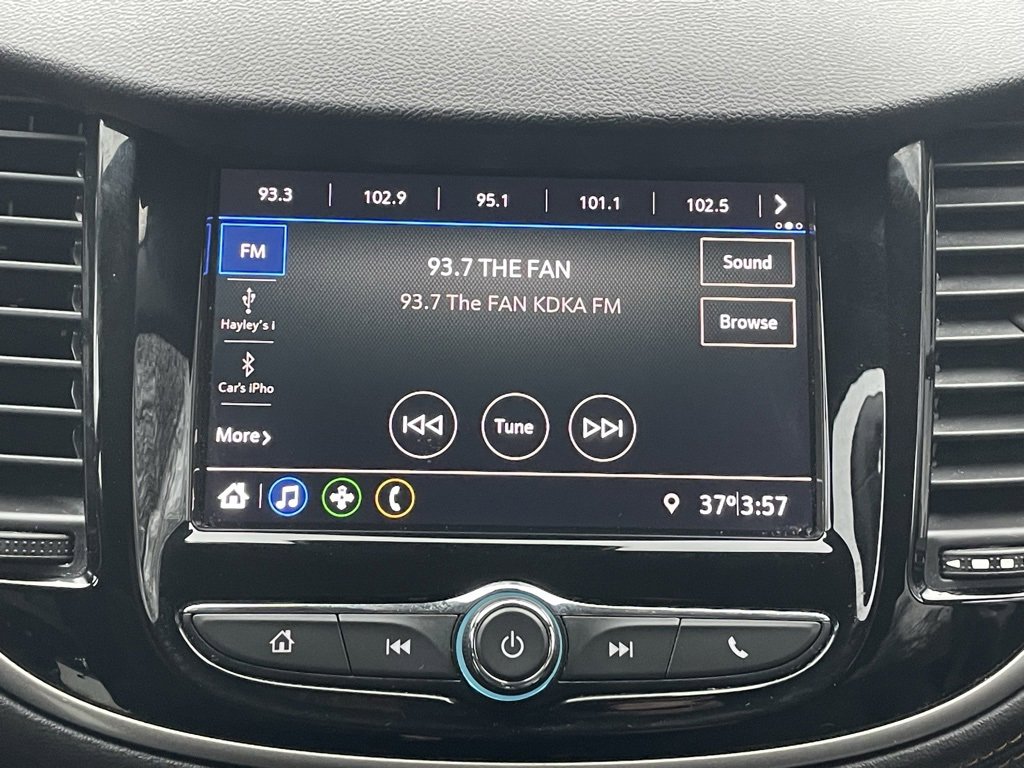 93.3 | 102.9 | 95.1 | 101.1 | 102.5
FM
93.7 THE FAN
Sound
93.7 The FAN KDKA FM
Hayley's i
Browse
Car's iPho
Tune
More
37º|3:57